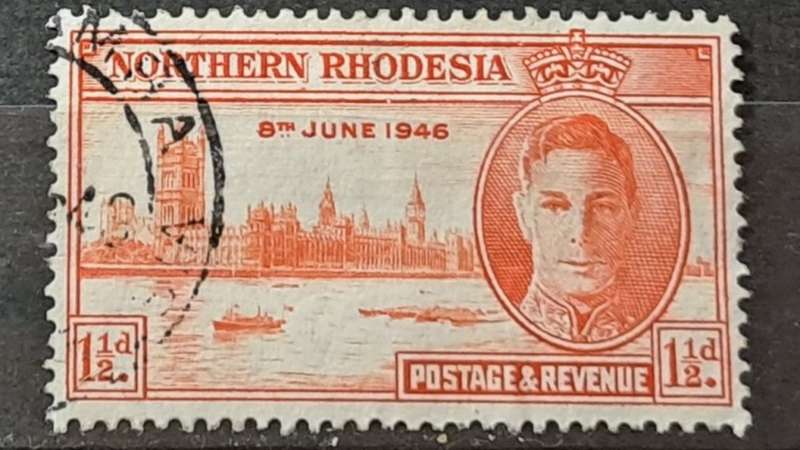 NORTHERN RHODESIA
8TH JUNE 1946
1½d.
POSTAGE & REVENUE
1½d.